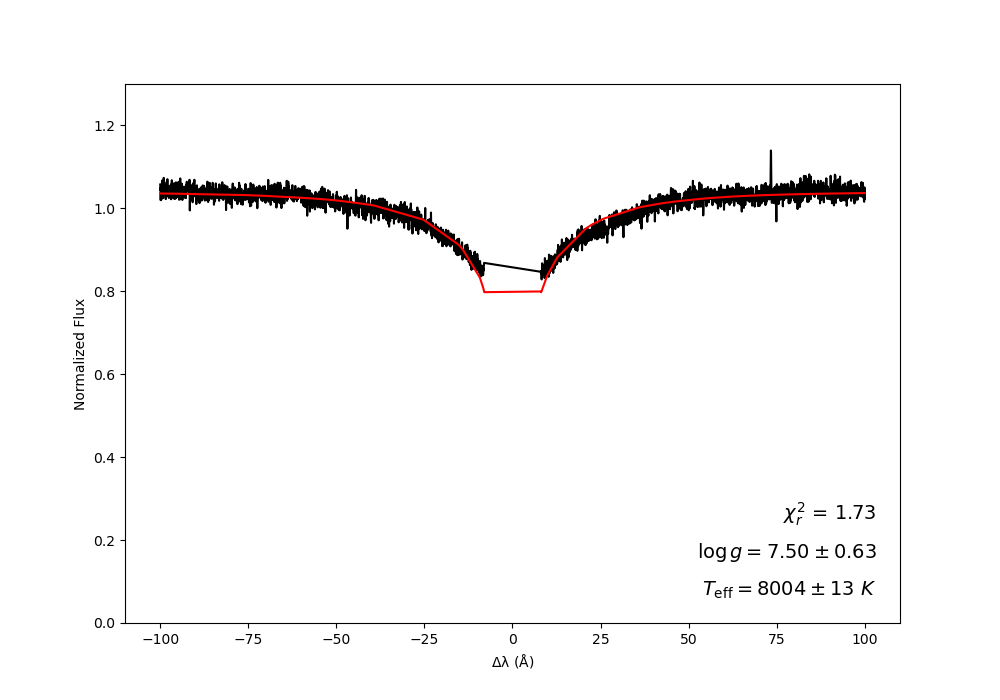 1.2
1.0
0.8
0.6
0.4
0.2
0.0
Normalized Flux
χ²ᵣ = 1.73
log g = 7.50 ± 0.63
T_eff = 8004 ± 13 K
−100 −75 −50 −25 0 25 50 75 100
Δλ (Å)